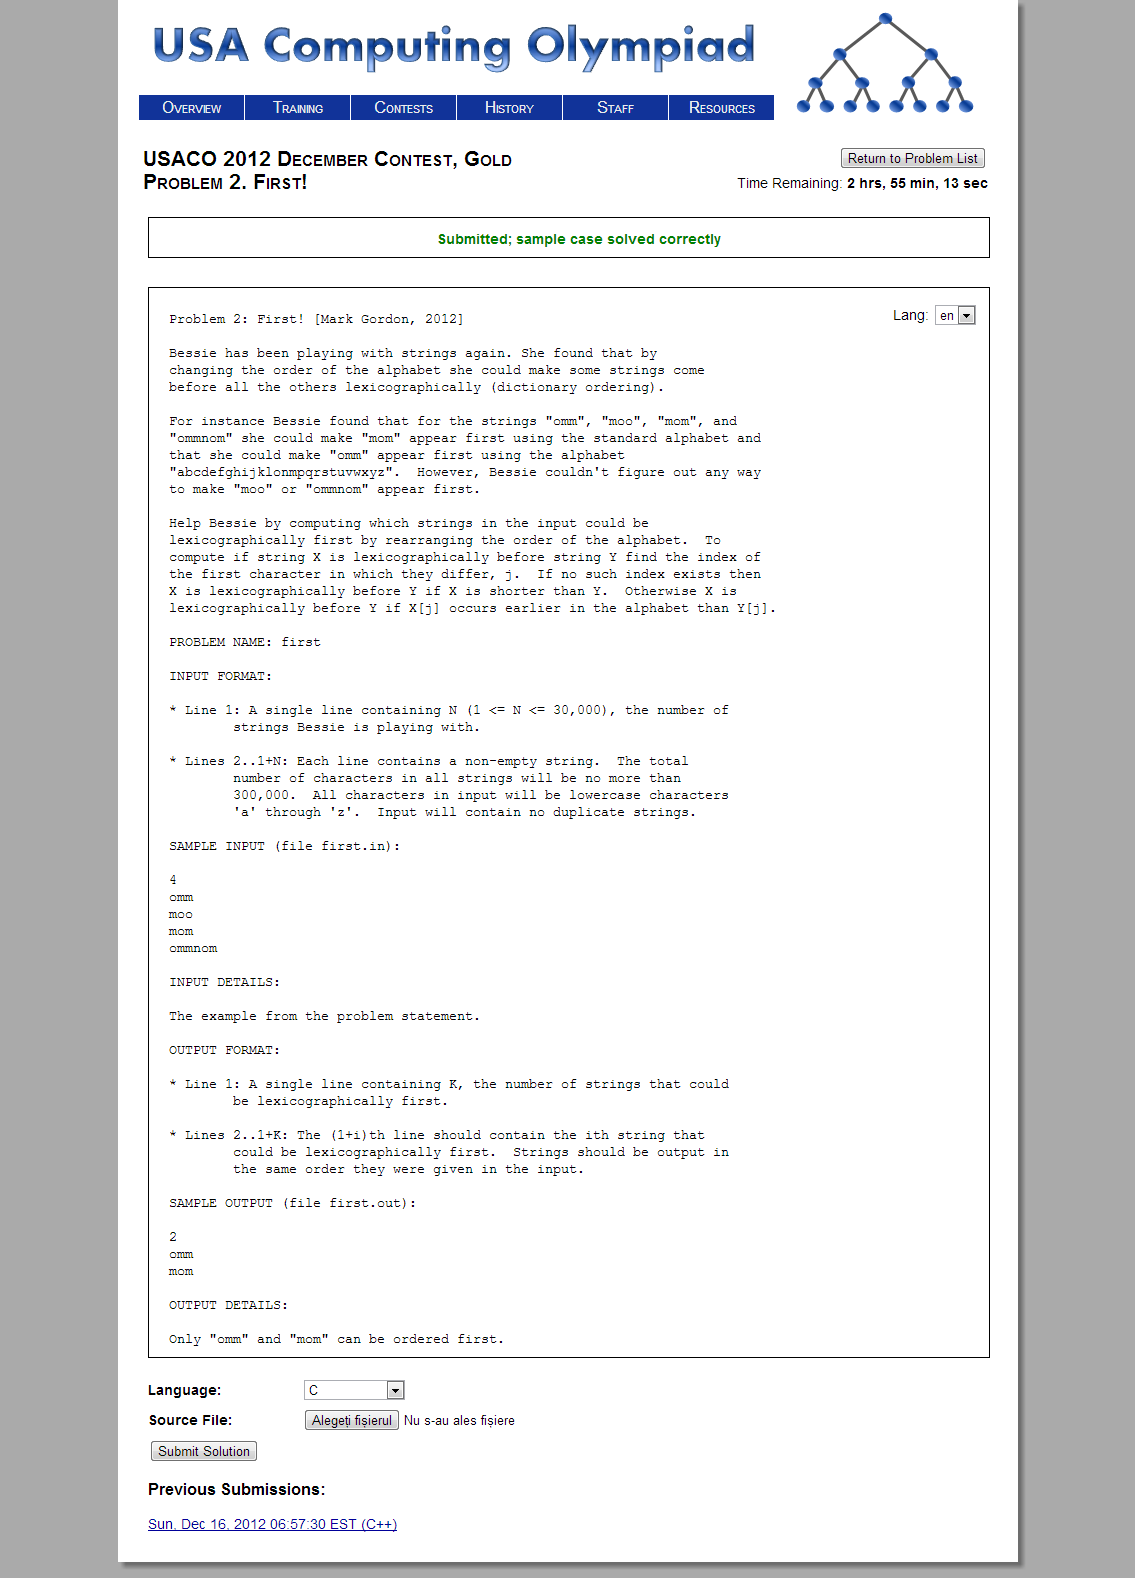 USA Computing Olympiad
Overview Training Contests History Staff Resources
USACO 2012 December Contest, Gold
Problem 2. First!
Return to Problem List
Time Remaining: 2 hrs, 55 min, 13 sec
Submitted; sample case solved correctly
Lang: en
Problem 2: First! [Mark Gordon, 2012]
Bessie has been playing with strings again. She found that by
changing the order of the alphabet she could make some strings come
before all the others lexicographically (dictionary ordering).
For instance Bessie found that for the strings "omm", "moo", "mom", and
"ommnom" she could make "mom" appear first using the standard alphabet and
that she could make "omm" appear first using the alphabet
"abcdefghijklonmpqrstuvwxyz". However, Bessie couldn't figure out any way
to make "moo" or "ommnom" appear first.
Help Bessie by computing which strings in the input could be
lexicographically first by rearranging the order of the alphabet. To
compute if string X is lexicographically before string Y find the index of
the first character in which they differ, j. If no such index exists then
X is lexicographically before Y if X is shorter than Y. Otherwise X is
lexicographically before Y if X[j] occurs earlier in the alphabet than Y[j].
PROBLEM NAME: first
INPUT FORMAT:
* Line 1: A single line containing N (1 <= N <= 30,000), the number of
strings Bessie is playing with.
* Lines 2..1+N: Each line contains a non-empty string. The total
number of characters in all strings will be no more than
300,000. All characters in input will be lowercase characters
'a' through 'z'. Input will contain no duplicate strings.
SAMPLE INPUT (file first.in):
4
omm
moo
mom
ommnom
INPUT DETAILS:
The example from the problem statement.
OUTPUT FORMAT:
* Line 1: A single line containing K, the number of strings that could
be lexicographically first.
* Lines 2..1+K: The (1+i)th line should contain the ith string that
could be lexicographically first. Strings should be output in
the same order they were given in the input.
SAMPLE OUTPUT (file first.out):
2
omm
mom
OUTPUT DETAILS:
Only "omm" and "mom" can be ordered first.
Language: C
Source File: Alegeți fișierul Nu s-au ales fișiere
Submit Solution
Previous Submissions:
Sun, Dec 16, 2012 06:57:30 EST (C++)